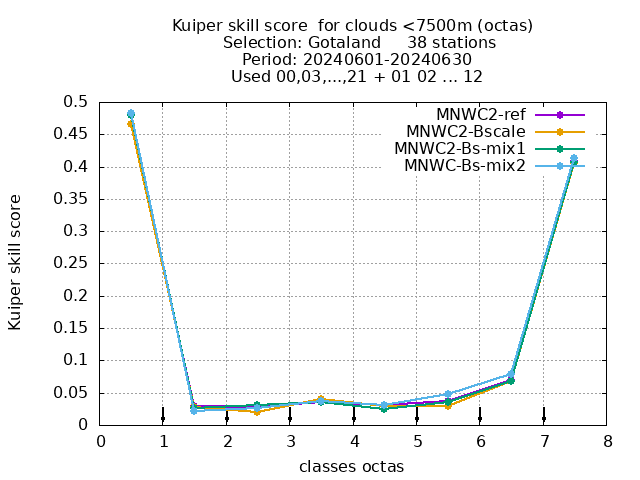 Kuiper skill score  for clouds <7500m (octas)
Selection: Gotaland     38 stations
Period: 20240601-20240630
Used 00,03,...,21 + 01 02 ... 12
MNWC2-ref
MNWC2-Bscale
MNWC2-Bs-mix1
MNWC-Bs-mix2
Kuiper skill score
0.5
0.45
0.4
0.35
0.3
0.25
0.2
0.15
0.1
0.05
0
0 1 2 3 4 5 6 7 8
classes octas